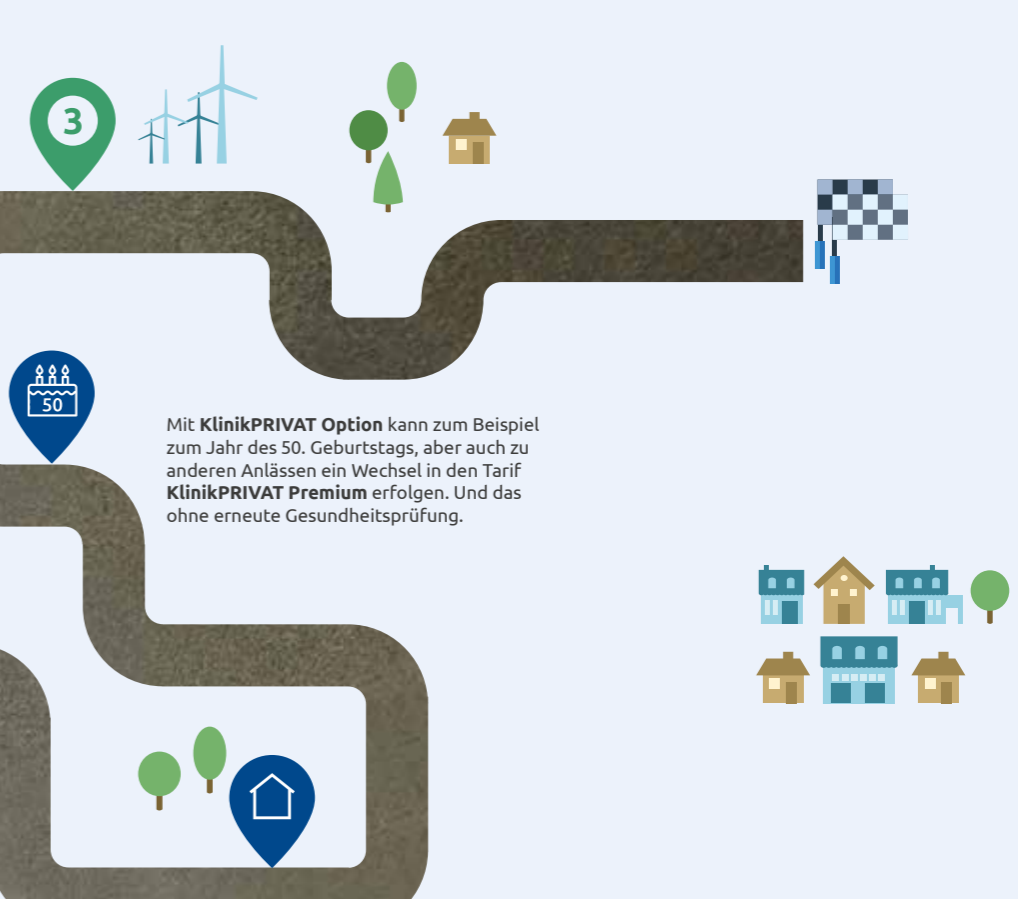 3
50
Mit KlinikPRIVAT Option kann zum Beispiel
zum Jahr des 50. Geburtstags, aber auch zu
anderen Anlässen ein Wechsel in den Tarif
KlinikPRIVAT Premium erfolgen. Und das
ohne erneute Gesundheitsprüfung.